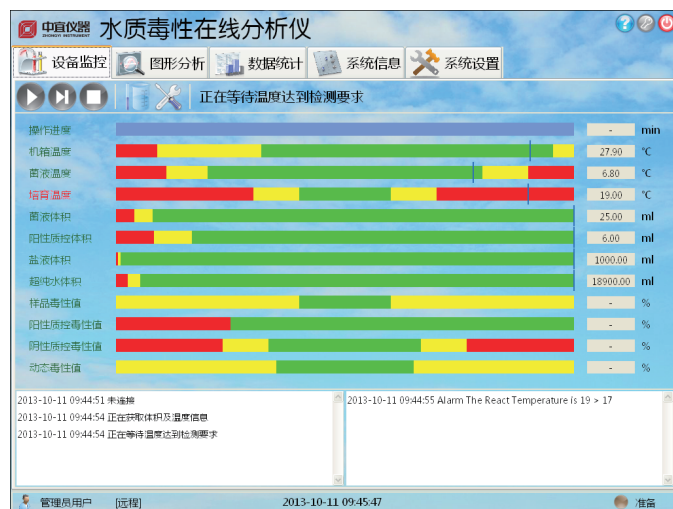 中宜仪器 水质毒性在线分析仪
ZHONGYI INSTRUMENT
设备监控 图形分析 数据统计 系统信息 系统设置
正在等待温度达到检测要求
操作进度 - min
机箱温度 27.90 ℃
菌液温度 6.80 ℃
培育温度 19.00 ℃
菌液体积 25.00 ml
阳性质控体积 6.00 ml
盐液体积 1000.00 ml
超纯水体积 18900.00 ml
样品毒性值 - %
阳性质控毒性值 - %
阴性质控毒性值 - %
动态毒性值 - %
2013-10-11 09:44:51 未连接
2013-10-11 09:44:54 正在获取体积及温度信息
2013-10-11 09:44:54 正在等待温度达到检测要求
2013-10-11 09:44:55 Alarm The React Temperature is 19 > 17
管理员用户 [远程] 2013-10-11 09:45:47 准备